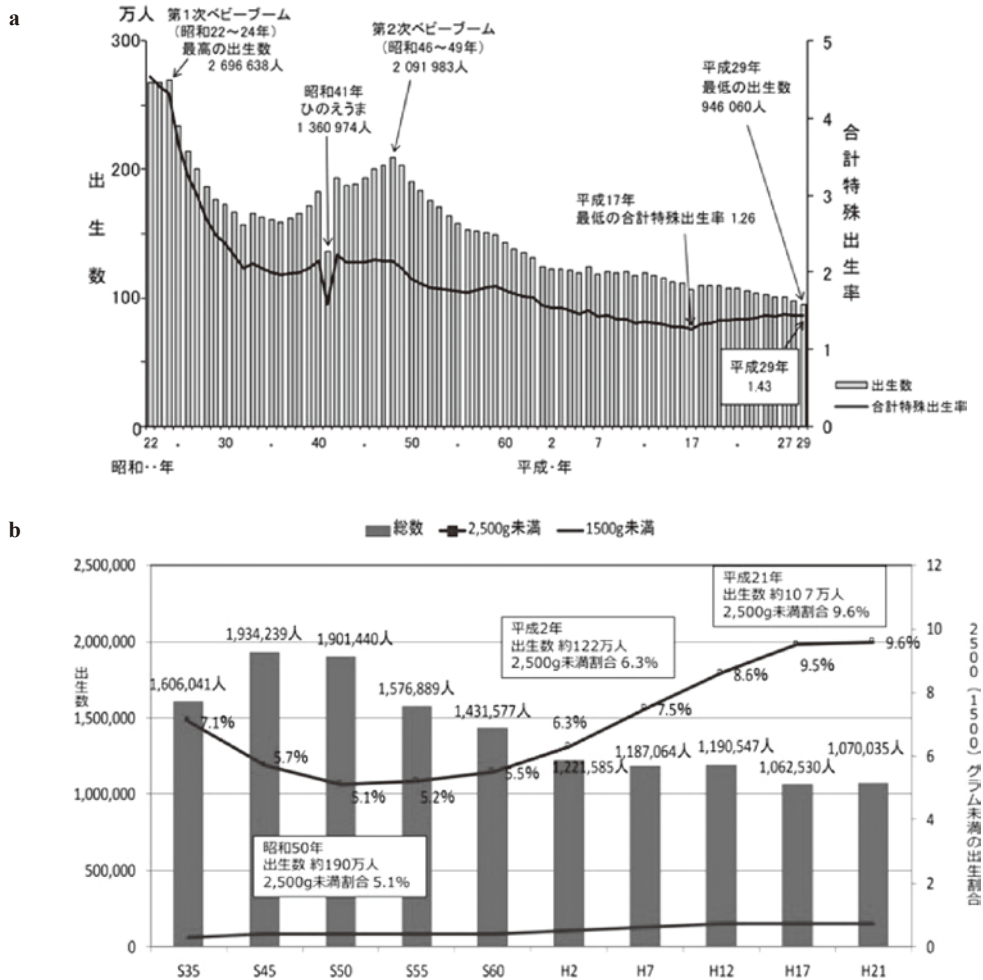 a
万人
第1次ベビーブーム
(昭和22~24年)
最高の出生数
2 696 638人
第2次ベビーブーム
(昭和46~49年)
2 091 983人
昭和41年
ひのえうま
1 360 974人
平成29年
最低の出生数
946 060人
平成17年
最低の合計特殊出生率 1.26
平成29年
1.43
出生数
合計特殊出生率
出生数
合計特殊出生率
300
200
100
0
5
4
3
2
1
0
22 ・ 30 40 ・ 50 60 2 7 ・ 17 ・ 27 29
昭和・・年
平成・年
b
総数 2,500g未満 1500g未満
2,500,000
2,000,000
1,500,000
1,000,000
500,000
0
出生数
12
10
8
6
4
2
0
2500(1500)グラム未満の出生割合
平成21年
出生数 約10 7万人
2,500g未満割合 9.6%
平成2年
出生数 約122万人
2,500g未満割合 6.3%
昭和50年
出生数 約190万人
2,500g未満割合 5.1%
1,606,041人
1,934,239人
1,901,440人
1,576,889人
1,431,577人
1,221,585人
1,187,064人
1,190,547人
1,062,530人
1,070,035人
7.1%
5.7%
5.1%
5.2%
5.5%
6.3%
7.5%
8.6%
9.5%
9.6%
S35 S45 S50 S55 S60 H2 H7 H12 H17 H21